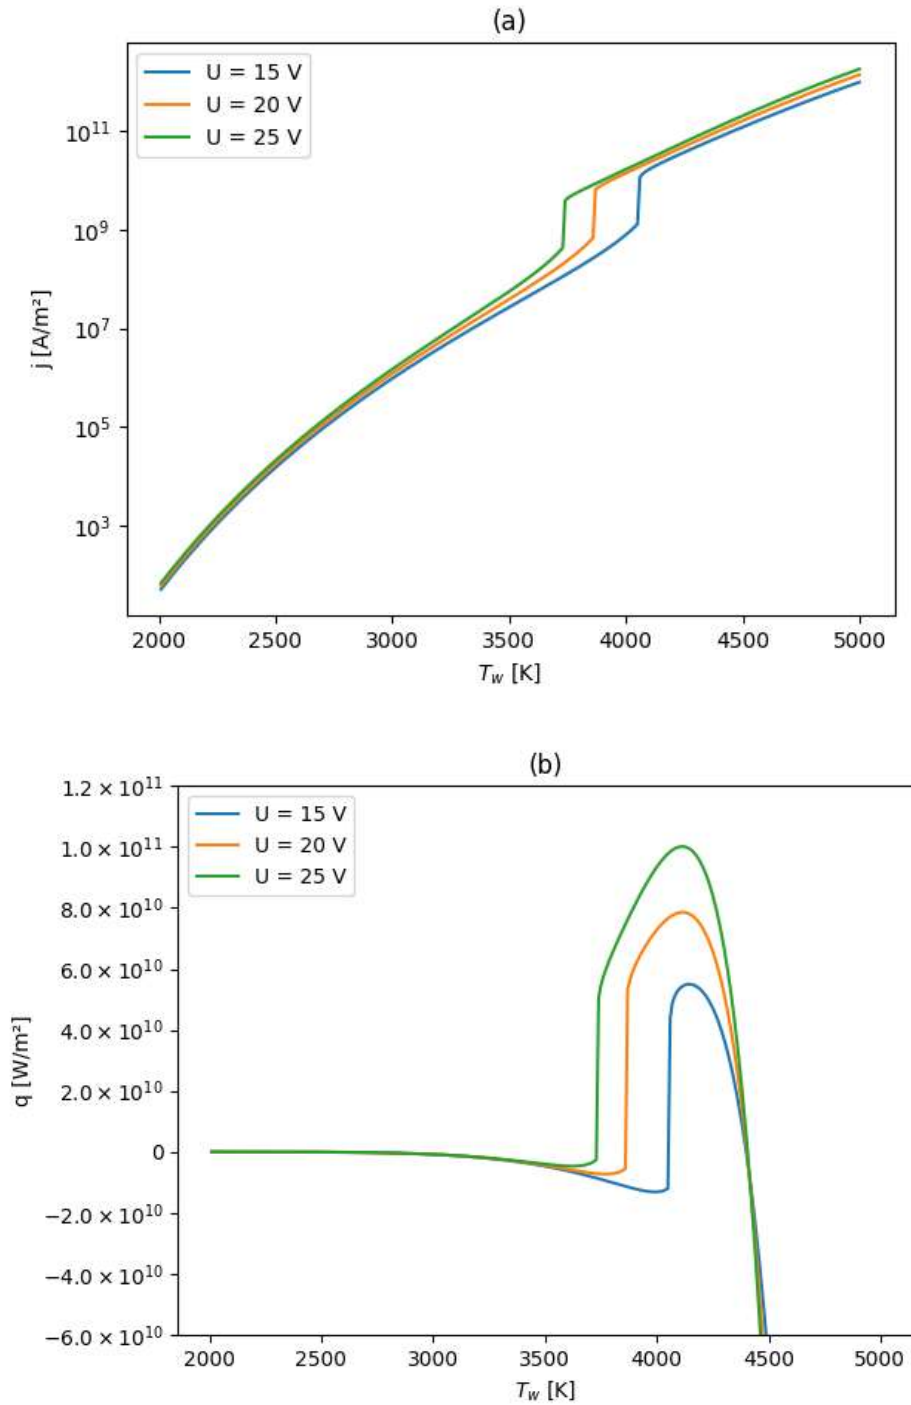 (a)
U = 15 V
U = 20 V
U = 25 V
10¹¹
10⁹
10⁷
10⁵
10³
j [A/m²]
2000 2500 3000 3500 4000 4500 5000
T_w [K]
(b)
1.2 × 10¹¹
U = 15 V
U = 20 V
U = 25 V
1.0 × 10¹¹
8.0 × 10¹⁰
6.0 × 10¹⁰
4.0 × 10¹⁰
2.0 × 10¹⁰
0
−2.0 × 10¹⁰
−4.0 × 10¹⁰
−6.0 × 10¹⁰
q [W/m²]
2000 2500 3000 3500 4000 4500 5000
T_w [K]